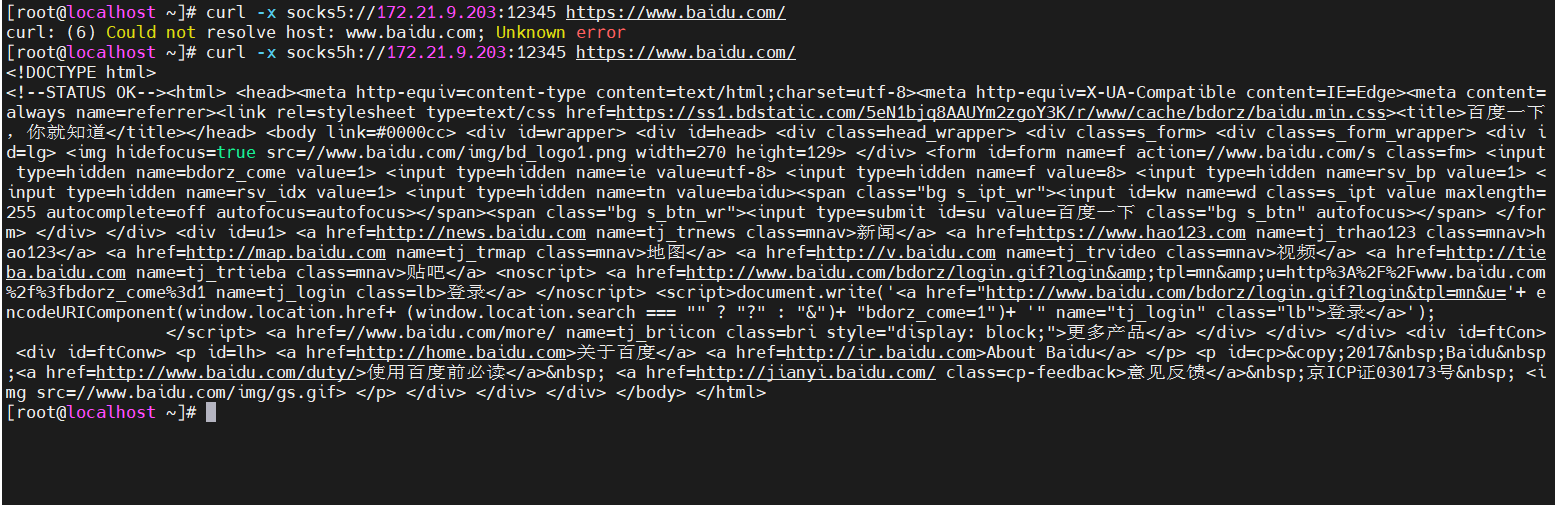 [root@localhost ~]# curl -x socks5://172.21.9.203:12345 https://www.baidu.com/
curl: (6) Could not resolve host: www.baidu.com; Unknown error
[root@localhost ~]# curl -x socks5h://172.21.9.203:12345 https://www.baidu.com/
<!DOCTYPE html>
<!--STATUS OK--><html> <head><meta http-equiv=content-type content=text/html;charset=utf-8><meta http-equiv=X-UA-Compatible content=IE=Edge><meta content=
always name=referrer><link rel=stylesheet type=text/css href=https://ss1.bdstatic.com/5eN1bjq8AAUYm2zgoY3K/r/www/cache/bdorz/baidu.min.css><title>百度一下
，你就知道</title></head> <body link=#0000cc> <div id=wrapper> <div id=head> <div class=head_wrapper> <div class=s_form> <div class=s_form_wrapper> <div i
d=lg> <img hidefocus=true src=//www.baidu.com/img/bd_logo1.png width=270 height=129> </div> <form id=form name=f action=//www.baidu.com/s class=fm> <input
 type=hidden name=bdorz_come value=1> <input type=hidden name=ie value=utf-8> <input type=hidden name=f value=8> <input type=hidden name=rsv_bp value=1> <
input type=hidden name=rsv_idx value=1> <input type=hidden name=tn value=baidu><span class="bg s_ipt_wr"><input id=kw name=wd class=s_ipt value maxlength=
255 autocomplete=off autofocus=autofocus></span><span class="bg s_btn_wr"><input type=submit id=su value=百度一下 class="bg s_btn" autofocus></span> </for
m> </div> </div> <div id=u1> <a href=http://news.baidu.com name=tj_trnews class=mnav>新闻</a> <a href=https://www.hao123.com name=tj_trhao123 class=mnav>h
ao123</a> <a href=http://map.baidu.com name=tj_trmap class=mnav>地图</a> <a href=http://v.baidu.com name=tj_trvideo class=mnav>视频</a> <a href=http://tie
ba.baidu.com name=tj_trtieba class=mnav>贴吧</a> <noscript> <a href=http://www.baidu.com/bdorz/login.gif?login&amp;tpl=mn&amp;u=http%3A%2F%2Fwww.baidu.com
%2f%3fbdorz_come%3d1 name=tj_login class=lb>登录</a> </noscript> <script>document.write('<a href="http://www.baidu.com/bdorz/login.gif?login&tpl=mn&u='+ e
ncodeURIComponent(window.location.href+ (window.location.search === "" ? "?" : "&")+ "bdorz_come=1")+ '" name="tj_login" class="lb">登录</a>');
                </script> <a href=//www.baidu.com/more/ name=tj_briicon class=bri style="display: block;">更多产品</a> </div> </div> </div> <div id=ftCon>
 <div id=ftConw> <p id=lh> <a href=http://home.baidu.com>关于百度</a> <a href=http://ir.baidu.com>About Baidu</a> </p> <p id=cp>&copy;2017&nbsp;Baidu&nbsp
;<a href=http://www.baidu.com/duty/>使用百度前必读</a>&nbsp; <a href=http://jianyi.baidu.com/ class=cp-feedback>意见反馈</a>&nbsp;京ICP证030173号&nbsp; <i
mg src=//www.baidu.com/img/gs.gif> </p> </div> </div> </div> </body> </html>
[root@localhost ~]#